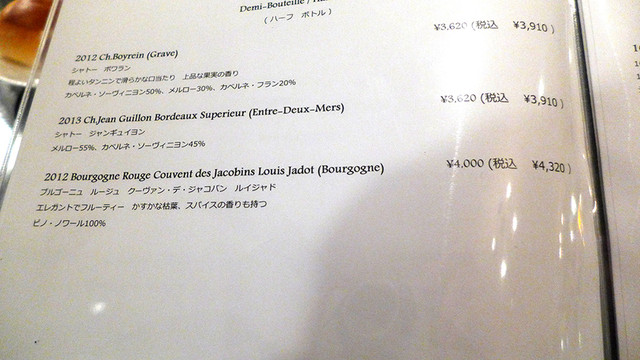 Demi-Bouteille /
(ハーフ ボトル)
2012 Ch.Boyrein (Grave) ¥3,620 (税込 ¥3,910)
シャトー ボワラン
程よいタンニンで滑らかな口当たり 上品な果実の香り
カベルネ・ソーヴィニヨン50%、メルロー30%、カベルネ・フラン20%
2013 Ch.Jean Guillon Bordeaux Superieur (Entre-Deux-Mers) ¥3,620 (税込 ¥3,910)
シャトー ジャンギュイヨン
メルロー55%、カベルネ・ソーヴィニヨン45%
2012 Bourgogne Rouge Couvent des Jacobins Louis Jadot (Bourgogne) ¥4,000 (税込 ¥4,320)
ブルゴーニュ ルージュ クーヴァン・デ・ジャコバン ルイジャド
エレガントでフルーティー かすかな枯葉、スパイスの香りも持つ
ピノ・ノワール100%